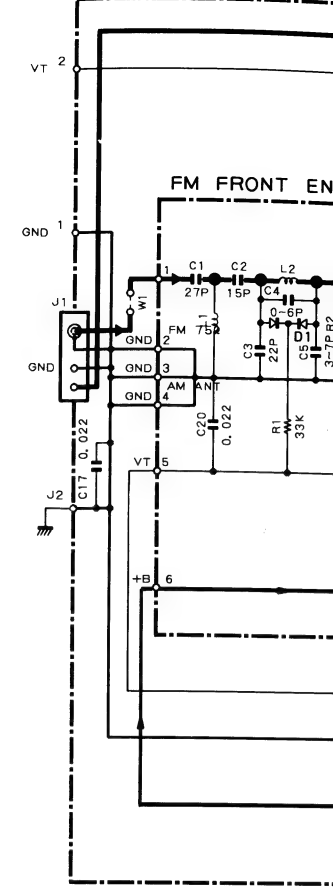 VT 2
FM FRONT EN
GND 1
1 C1 C2 L2
27P 15P C4
W1
0~6P
J1
D1
FM 75Ω
L1
GND 2
C3 22P
C5 3~7P
R2
GND
GND 3
AM ANT
GND 4
C20 0.022
R1 33K
C17 0.022
VT 5
J2
+B 6